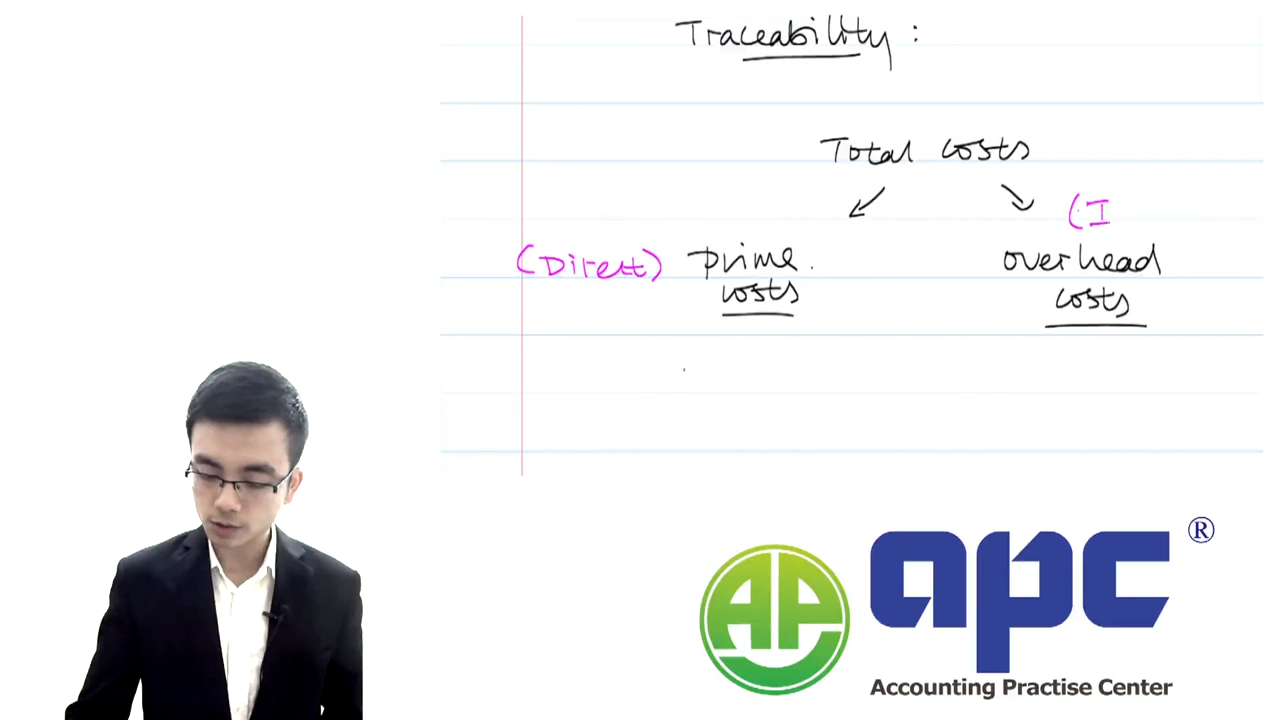 Traceability :
Total costs
(I
(Direct) prime overhead
costs costs
AP
apc®
Accounting Practise Center